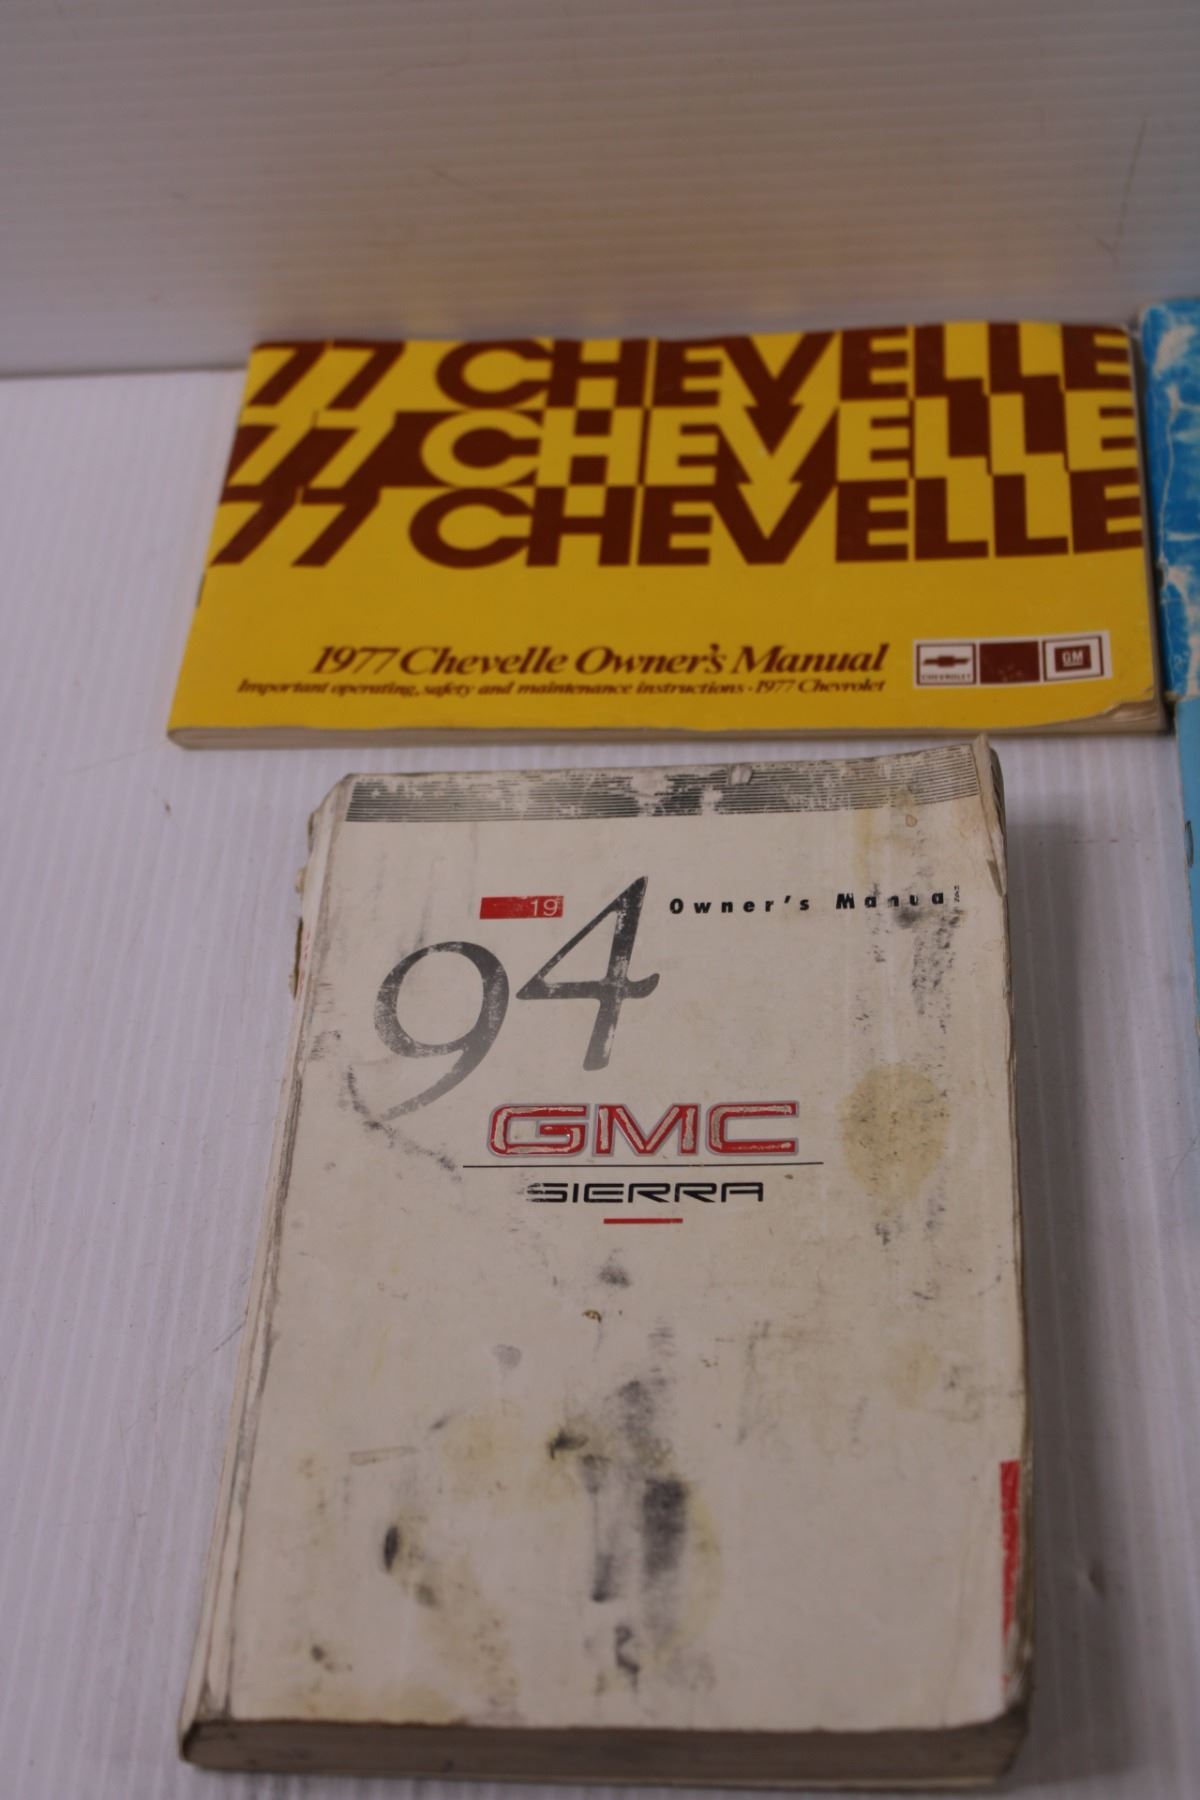 77 CHEVELLE
77 CHEVELLE
77 CHEVELLE
1977 Chevelle Owner's Manual
Important operating, safety and maintenance instructions · 1977 Chevrolet
CHEVROLET
GM
19
94
Owner's Manual
GMC
SIERRA